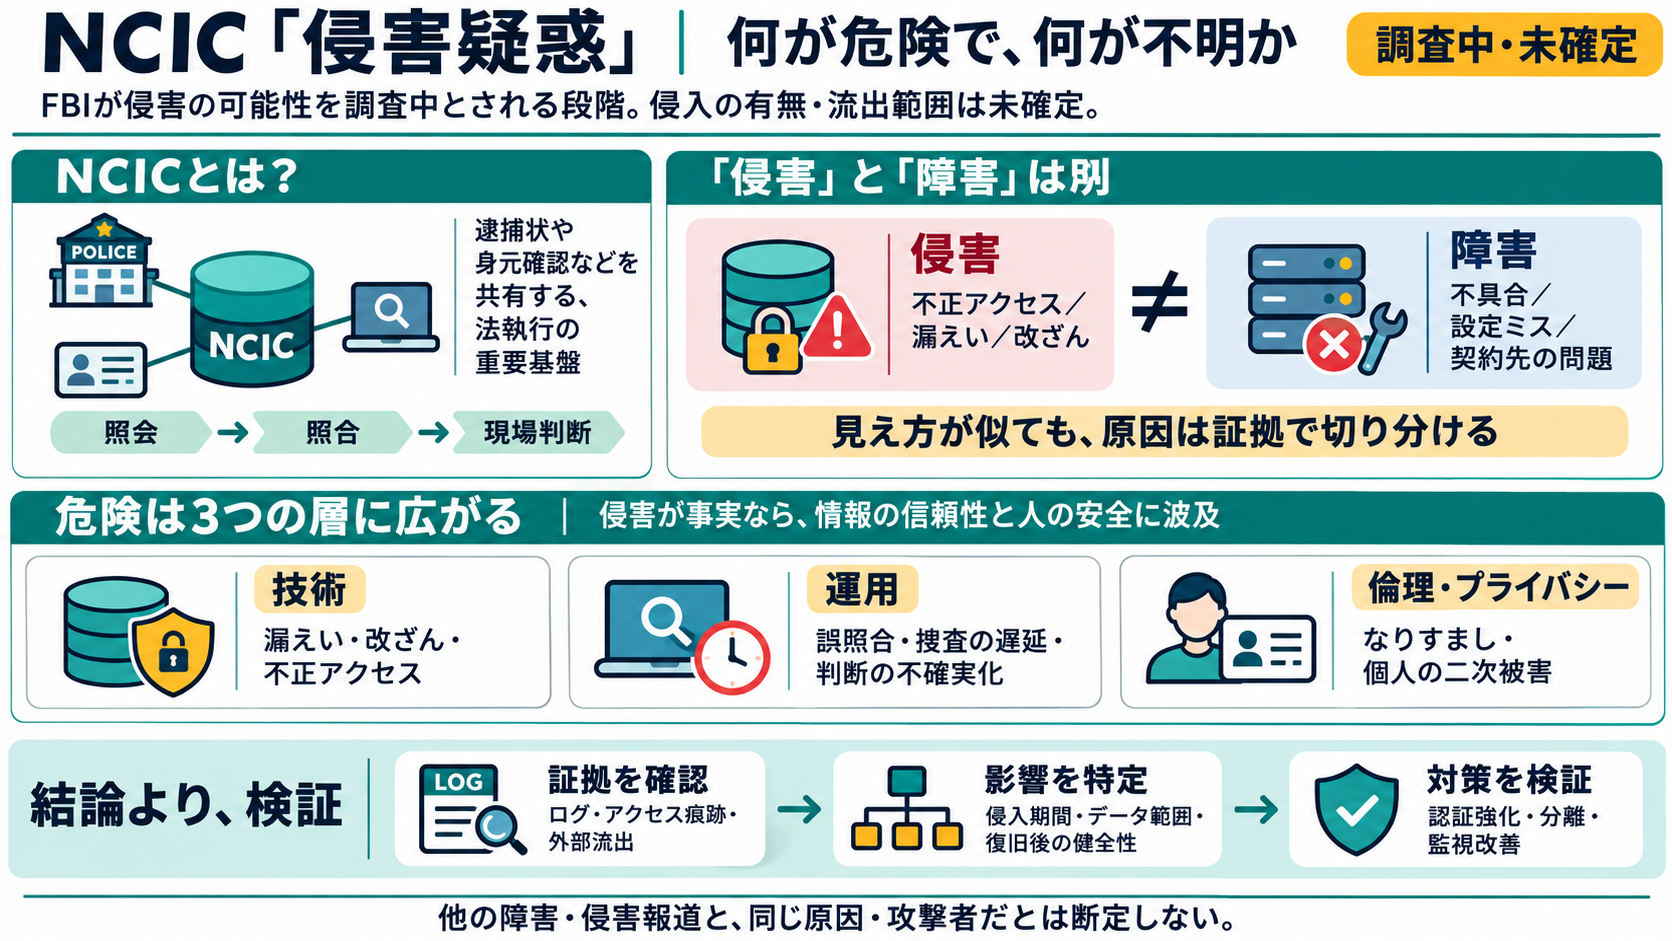 NCIC「侵害疑惑」｜何が危険で、何が不明か
調査中・未確定
FBIが侵害の可能性を調査中とされる段階。侵入の有無・流出範囲は未確定。
NCICとは？
POLICE
NCIC
逮捕状や
身元確認などを
共有する、
法執行の
重要基盤
照会 → 照合 → 現場判断
「侵害」と「障害」は別
侵害
不正アクセス／
漏えい／改ざん
≠
障害
不具合／
設定ミス／
契約先の問題
見え方が似ても、原因は証拠で切り分ける
危険は3つの層に広がる｜侵害が事実なら、情報の信頼性と人の安全に波及
技術
漏えい・改ざん・
不正アクセス
運用
誤照合・捜査の遅延・
判断の不確実化
倫理・プライバシー
なりすまし・
個人の二次被害
結論より、検証
LOG
証拠を確認
ログ・アクセス痕跡・
外部流出
影響を特定
侵入期間・データ範囲・
復旧後の健全性
対策を検証
認証強化・分離・
監視改善
他の障害・侵害報道と、同じ原因・攻撃者だとは断定しない。